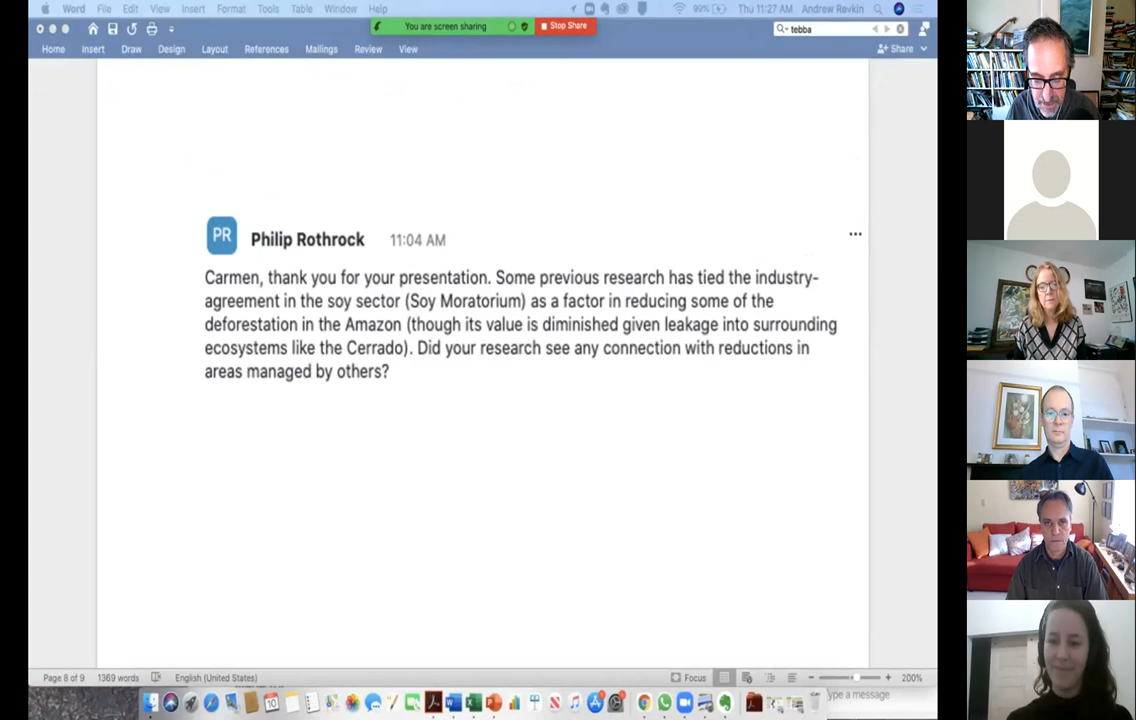 Word File Edit View Insert Format Tools Table Window Help 99% Thu 11:27 AM Andrew Revkin
You are screen sharing Stop Share
tebba
Home Insert Draw Design Layout References Mailings Review View Share
PR Philip Rothrock 11:04 AM
Carmen, thank you for your presentation. Some previous research has tied the industry-
agreement in the soy sector (Soy Moratorium) as a factor in reducing some of the
deforestation in the Amazon (though its value is diminished given leakage into surrounding
ecosystems like the Cerrado). Did your research see any connection with reductions in
areas managed by others?
Page 8 of 9 1369 words English (United States) Focus 200%
ype a message